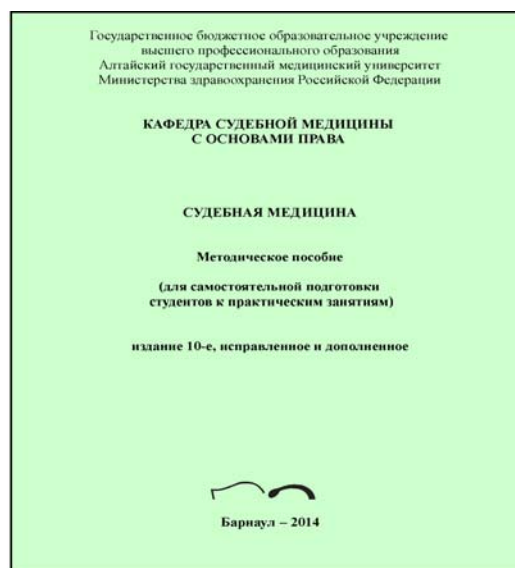 Государственное бюджетное образовательное учреждение
высшего профессионального образования
Алтайский государственный медицинский университет
Министерства здравоохранения Российской Федерации
КАФЕДРА СУДЕБНОЙ МЕДИЦИНЫ
С ОСНОВАМИ ПРАВА
СУДЕБНАЯ МЕДИЦИНА
Методическое пособие
(для самостоятельной подготовки
студентов к практическим занятиям)
издание 10-е, исправленное и дополненное
Барнаул – 2014